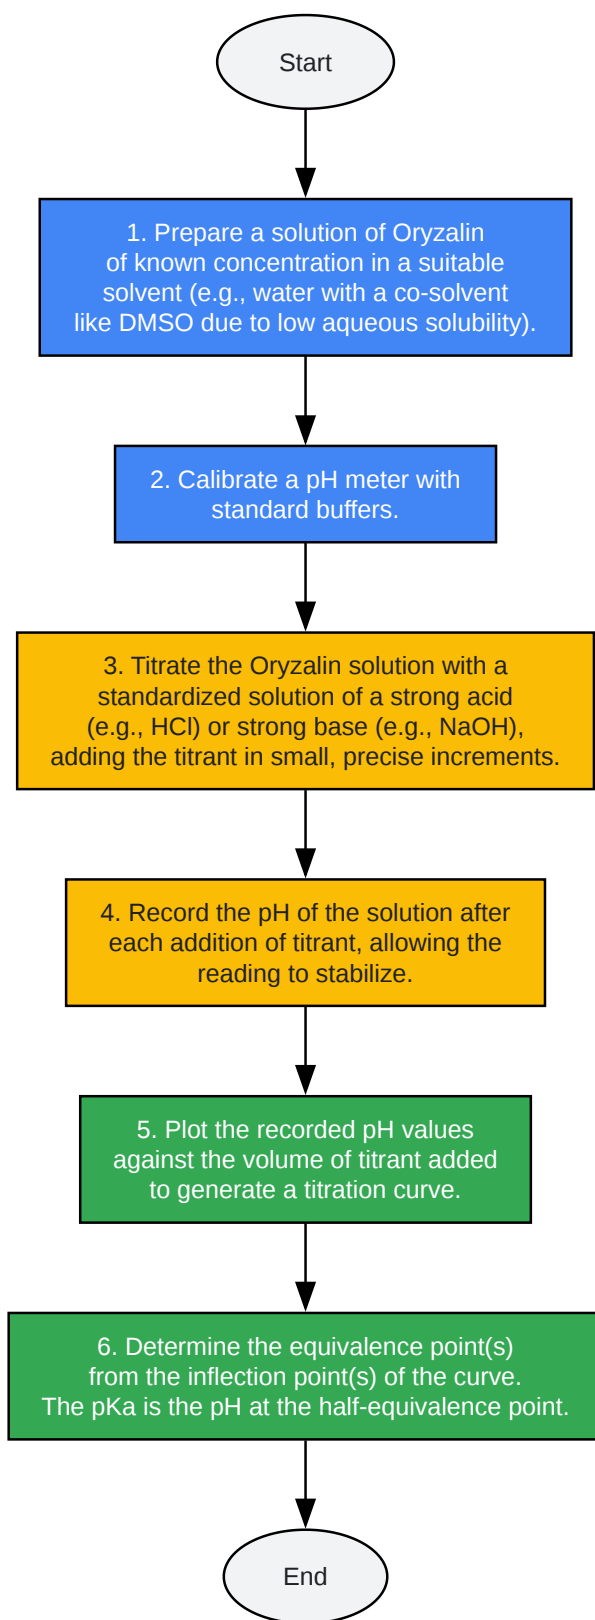 Start
1. Prepare a solution of Oryzalin
of known concentration in a suitable
solvent (e.g., water with a co-solvent
like DMSO due to low aqueous solubility).
2. Calibrate a pH meter with
standard buffers.
3. Titrate the Oryzalin solution with a
standardized solution of a strong acid
(e.g., HCl) or strong base (e.g., NaOH),
adding the titrant in small, precise increments.
4. Record the pH of the solution after
each addition of titrant, allowing the
reading to stabilize.
5. Plot the recorded pH values
against the volume of titrant added
to generate a titration curve.
6. Determine the equivalence point(s)
from the inflection point(s) of the curve.
The pKa is the pH at the half-equivalence point.
End